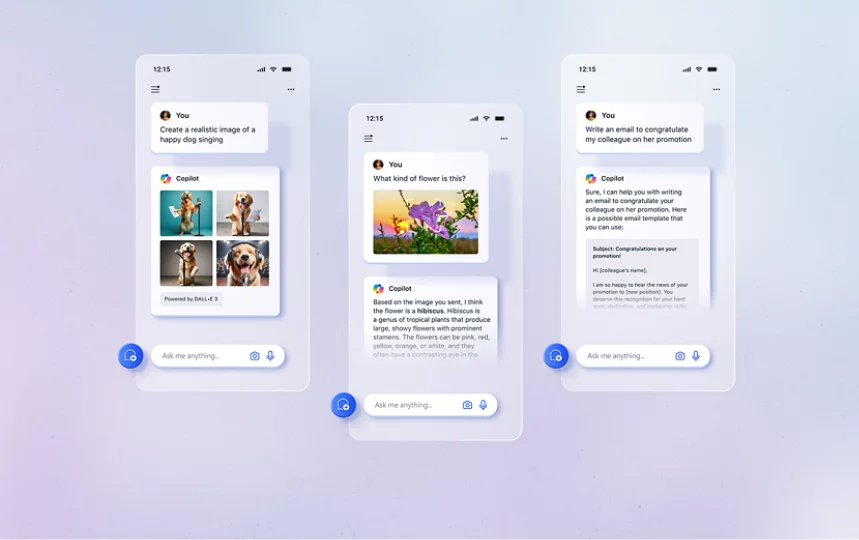 12:15
You
Create a realistic image of a
happy dog singing
Copilot
Powered by DALL•E 3
Ask me anything...
12:15
You
What kind of flower is this?
Copilot
Based on the image you sent, I think
the flower is a hibiscus. Hibiscus is
a genus of tropical plants that produce
large, showy flowers with prominent
stamens. The flowers can be pink, red,
yellow, orange, or white, and they
often have a contrasting eye in the
Ask me anything...
12:15
You
Write an email to congratulate
my colleague on her promotion
Copilot
Sure, I can help you with writing
an email to congratulate your
colleague on her promotion. Here
is a possible email template that
you can use:
Subject: Congratulations on your
promotion!
Hi [colleague's name],
I am so happy to hear the news of your
promotion to [new position]. You
deserve this recognition for your hard
work, dedication, and leadership skills.
Ask me anything...